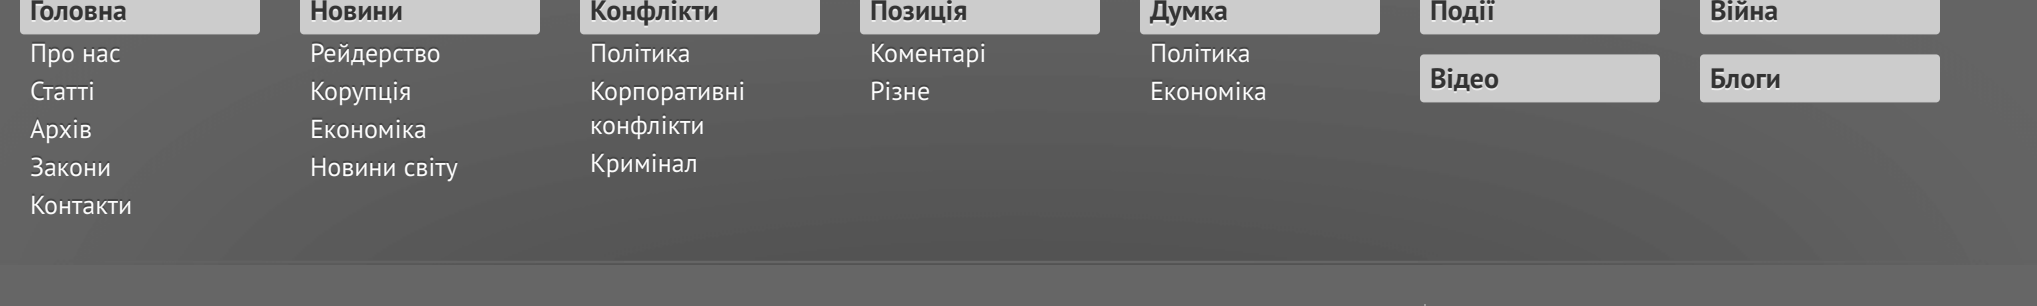 Головна
Про нас
Статті
Архів
Закони
Контакти
Новини
Рейдерство
Корупція
Економіка
Новини світу
Конфлікти
Політика
Корпоративні
конфлікти
Кримінал
Позиція
Коментарі
Різне
Думка
Політика
Економіка
Події
Відео
Війна
Блоги